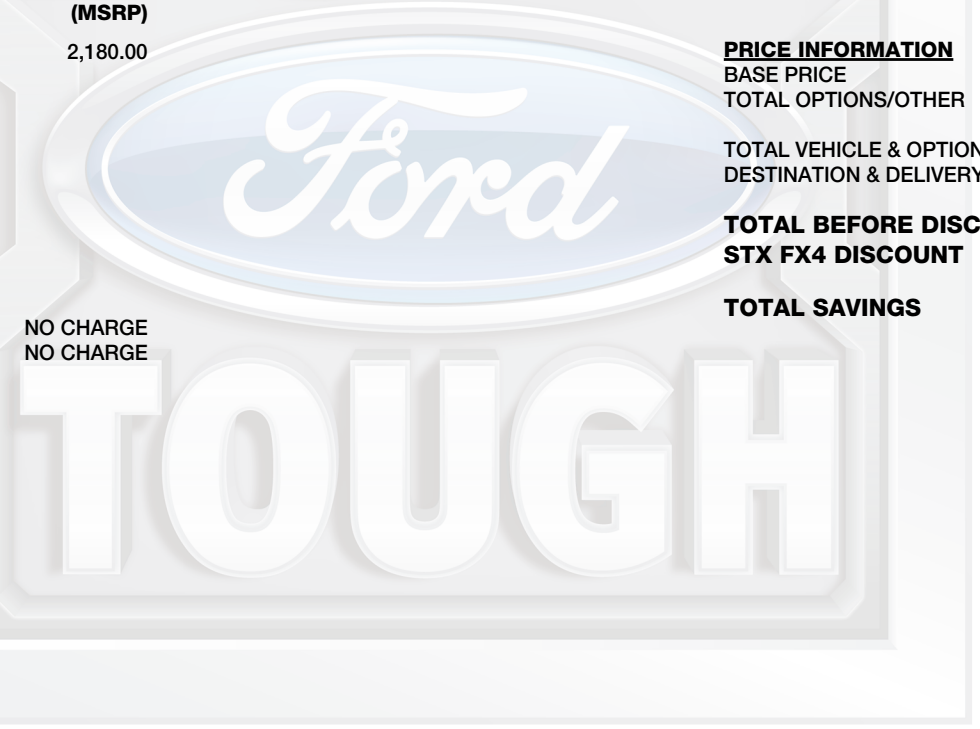 (MSRP)
2,180.00
NO CHARGE
NO CHARGE
PRICE INFORMATION
BASE PRICE
TOTAL OPTIONS/OTHER
TOTAL VEHICLE & OPTION
DESTINATION & DELIVERY
TOTAL BEFORE DISC
STX FX4 DISCOUNT
TOTAL SAVINGS
Ford
TOUGH